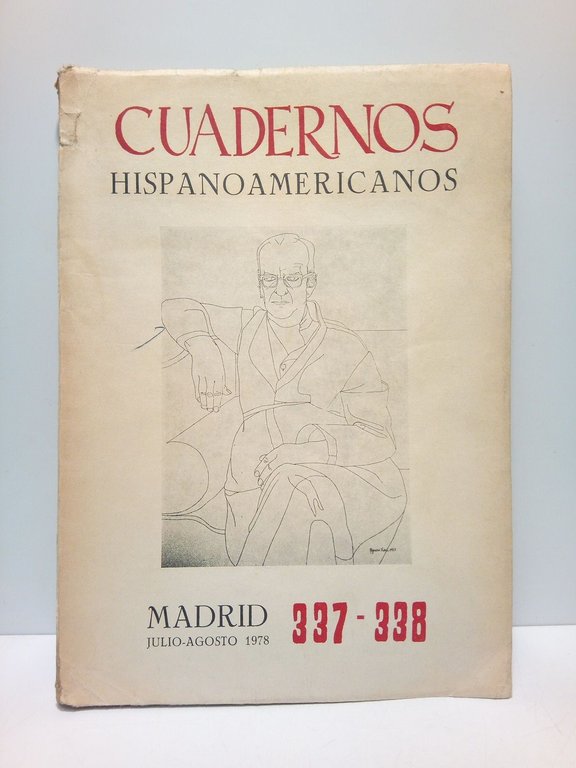 CUADERNOS
HISPANOAMERICANOS
MADRID 337-338
JULIO-AGOSTO 1978